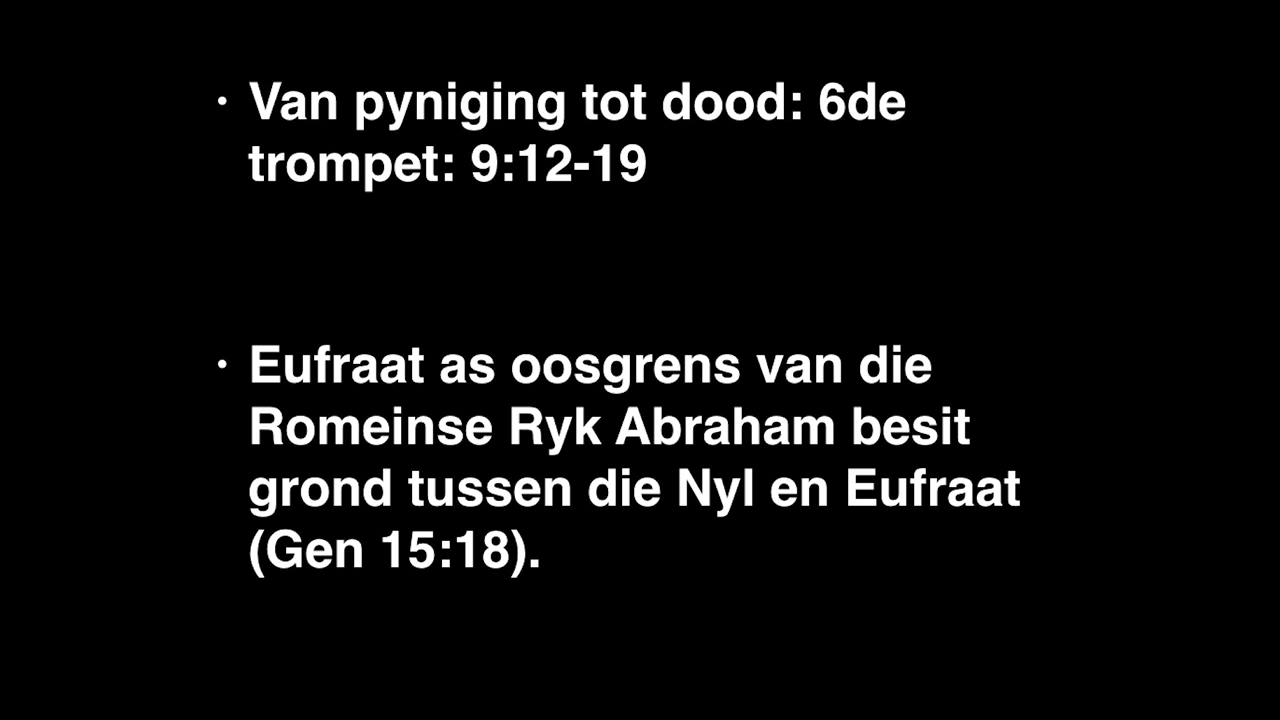 • Van pyniging tot dood: 6de
trompet: 9:12-19
• Eufraat as oosgrens van die
Romeinse Ryk Abraham besit
grond tussen die Nyl en Eufraat
(Gen 15:18).